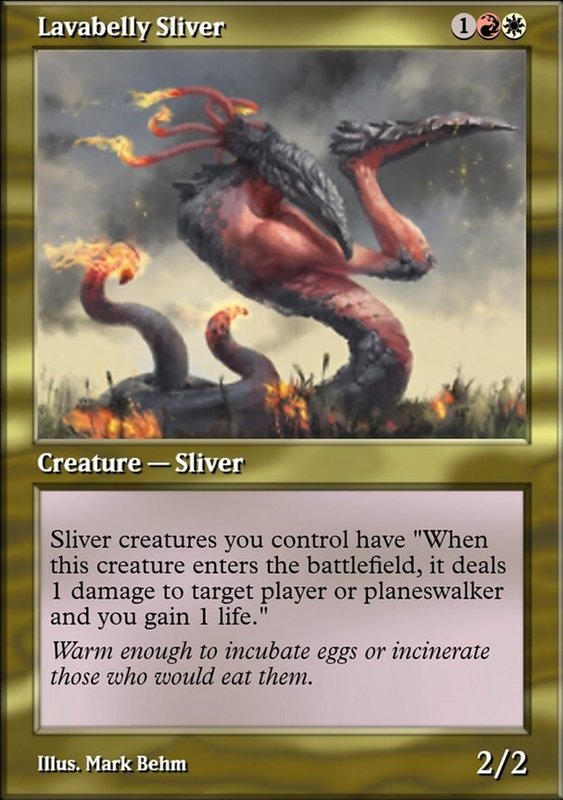 Lavabelly Sliver 1
Creature — Sliver
Sliver creatures you control have "When
this creature enters the battlefield, it deals
1 damage to target player or planeswalker
and you gain 1 life."
Warm enough to incubate eggs or incinerate
those who would eat them.
Illus. Mark Behm 2/2